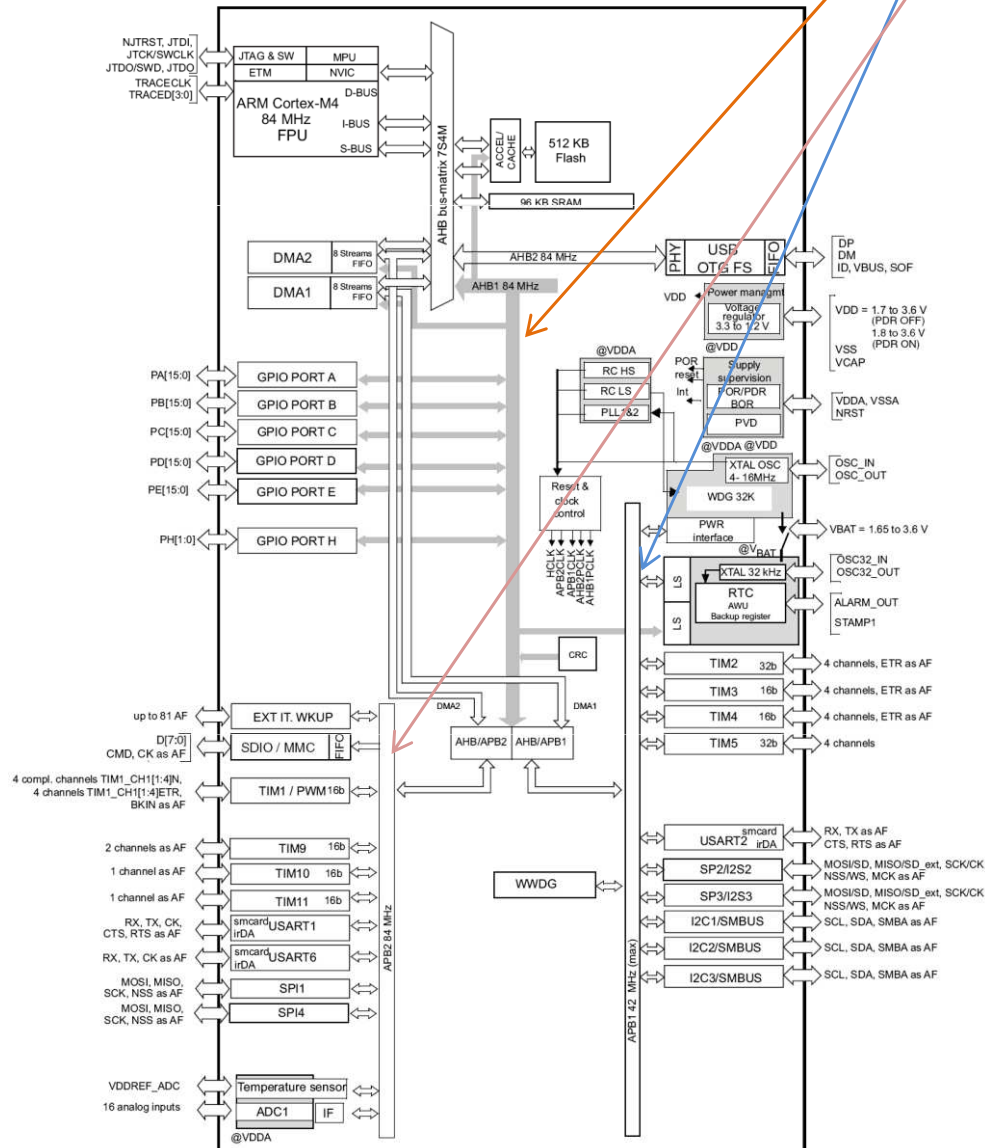 NJTRST, JTDI,
JTCK/SWCLK
JTDO/SWD, JTDO
TRACECLK
TRACED[3:0]
JTAG & SW
MPU
ETM
NVIC
D-BUS
ARM Cortex-M4
84 MHz
FPU
I-BUS
S-BUS
AHB bus-matrix 7S4M
ACCEL/
CACHE
512 KB
Flash
96 KB SRAM
DMA2
8 Streams
FIFO
DMA1
8 Streams
FIFO
AHB2 84 MHz
AHB1 84 MHz
PHY
USB
OTG FS
FIFO
DP
DM
ID, VBUS, SOF
VDD
Power managmt
Voltage
regulator
3.3 to 1.2 V
@VDD
VDD = 1.7 to 3.6 V
(PDR OFF)
1.8 to 3.6 V
(PDR ON)
VSS
VCAP
@VDDA
RC HS
RC LS
PLL1&2
POR
reset
Int
Supply
supervision
POR/PDR
BOR
PVD
VDDA, VSSA
NRST
@VDDA
@VDD
XTAL OSC
4- 16MHz
WDG 32K
OSC_IN
OSC_OUT
PA[15:0]
GPIO PORT A
PB[15:0]
GPIO PORT B
PC[15:0]
GPIO PORT C
PD[15:0]
GPIO PORT D
PE[15:0]
GPIO PORT E
PH[1:0]
GPIO PORT H
Reset &
clock
control
HCLK
APB2CLK
APB1CLK
AHB2PCLK
AHB1PCLK
PWR
interface
VBAT = 1.65 to 3.6 V
@VBAT
LS
LS
XTAL 32 kHz
RTC
AWU
Backup register
OSC32_IN
OSC32_OUT
ALARM_OUT
STAMP1
CRC
TIM2 32b
4 channels, ETR as AF
TIM3 16b
4 channels, ETR as AF
TIM4 16b
4 channels, ETR as AF
TIM5 32b
4 channels
DMA2
DMA1
AHB/APB2
AHB/APB1
up to 81 AF
EXT IT. WKUP
D[7:0]
CMD, CK as AF
SDIO / MMC
FIFO
4 compl. channels TIM1_CH1[1:4]N,
4 channels TIM1_CH1[1:4]ETR,
BKIN as AF
TIM1 / PWM 16b
2 channels as AF
TIM9 16b
1 channel as AF
TIM10 16b
1 channel as AF
TIM11 16b
RX, TX, CK,
CTS, RTS as AF
smcard
irDA
USART1
RX, TX, CK as AF
smcard
irDA
USART6
MOSI, MISO,
SCK, NSS as AF
SPI1
MOSI, MISO,
SCK, NSS as AF
SPI4
VDDREF_ADC
Temperature sensor
16 analog inputs
ADC1
IF
@VDDA
APB2 84 MHz
WWDG
APB1 42 MHz (max)
USART2
smcard
irDA
RX, TX as AF
CTS, RTS as AF
SP2/I2S2
MOSI/SD, MISO/SD_ext, SCK/CK
NSS/WS, MCK as AF
SP3/I2S3
MOSI/SD, MISO/SD_ext, SCK/CK
NSS/WS, MCK as AF
I2C1/SMBUS
SCL, SDA, SMBA as AF
I2C2/SMBUS
SCL, SDA, SMBA as AF
I2C3/SMBUS
SCL, SDA, SMBA as AF